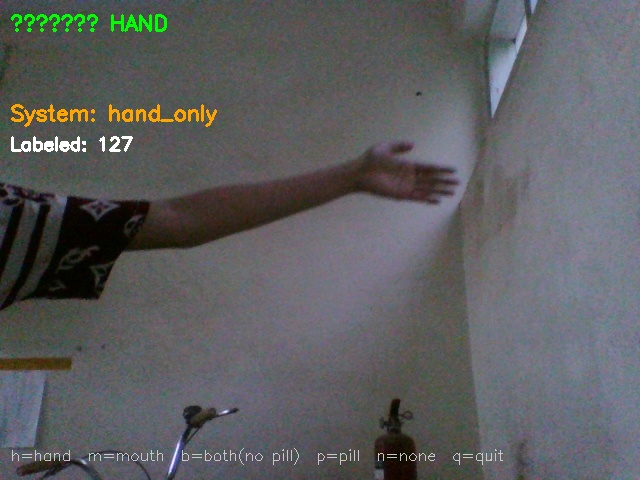 ??????? HAND
System: hand_only
Labeled: 127
h=hand m=mouth b=both(no pill) p=pill n=none q=quit